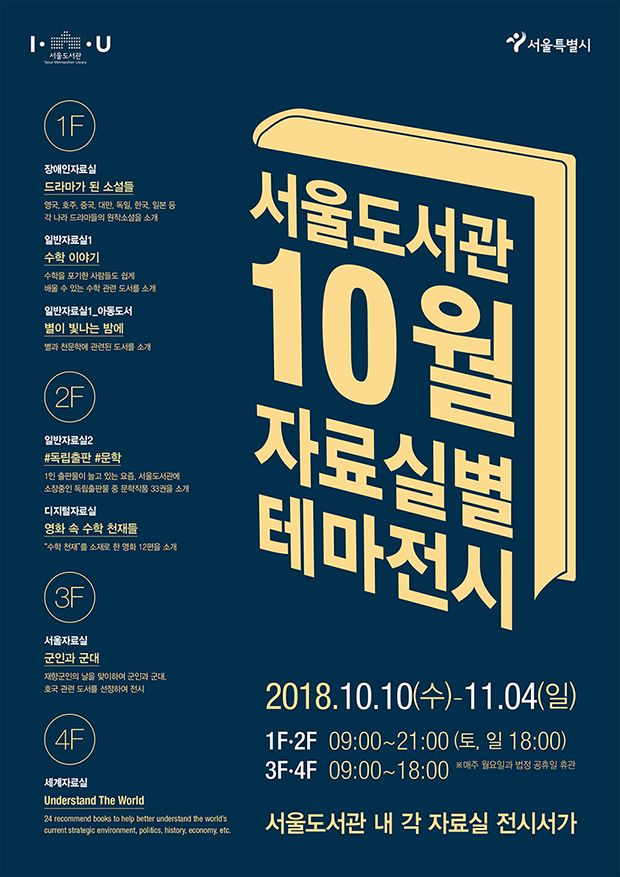 I·
·U
서울도서관
Seoul Metropolitan Library
서울특별시
1F
장애인자료실
드라마가 된 소설들
영국, 호주, 중국, 대만, 독일, 한국, 일본 등
각 나라 드라마들의 원작소설을 소개
일반자료실1
수학 이야기
수학을 포기한 사람들도 쉽게
배울 수 있는 수학 관련 도서를 소개
일반자료실1_아동도서
별이 빛나는 밤에
별과 천문학에 관련된 도서를 소개
2F
일반자료실2
#독립출판 #문학
1인 출판물이 늘고 있는 요즘, 서울도서관에
소장중인 독립출판물 중 문학작품 33권을 소개
디지털자료실
영화 속 수학 천재들
"수학 천재"를 소재로 한 영화 12편을 소개
3F
서울자료실
군인과 군대
재향군인의 날을 맞이하여 군인과 군대,
호국 관련 도서를 선정하여 전시
4F
세계자료실
Understand The World
24 recommend books to help better understand the world's
current strategic environment, politics, history, economy, etc.
서울도서관
10월
자료실별
테마전시
2018.10.10(수)-11.04(일)
1F·2F 09:00~21:00 (토, 일 18:00)
3F·4F 09:00~18:00 ※매주 월요일과 법정 공휴일 휴관
서울도서관 내 각 자료실 전시서가